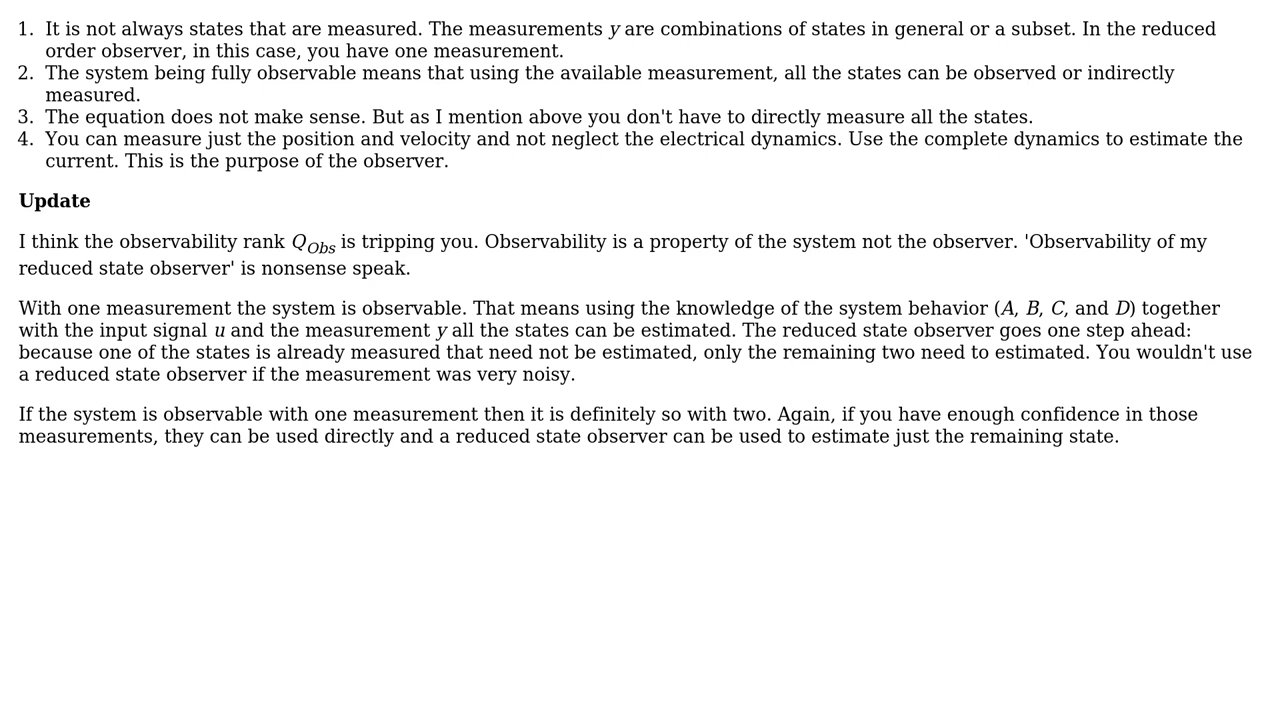 1. It is not always states that are measured. The measurements y are combinations of states in general or a subset. In the reduced
order observer, in this case, you have one measurement.
2. The system being fully observable means that using the available measurement, all the states can be observed or indirectly
measured.
3. The equation does not make sense. But as I mention above you don't have to directly measure all the states.
4. You can measure just the position and velocity and not neglect the electrical dynamics. Use the complete dynamics to estimate the
current. This is the purpose of the observer.
Update
I think the observability rank Q_Obs is tripping you. Observability is a property of the system not the observer. 'Observability of my
reduced state observer' is nonsense speak.
With one measurement the system is observable. That means using the knowledge of the system behavior (A, B, C, and D) together
with the input signal u and the measurement y all the states can be estimated. The reduced state observer goes one step ahead:
because one of the states is already measured that need not be estimated, only the remaining two need to estimated. You wouldn't use
a reduced state observer if the measurement was very noisy.
If the system is observable with one measurement then it is definitely so with two. Again, if you have enough confidence in those
measurements, they can be used directly and a reduced state observer can be used to estimate just the remaining state.